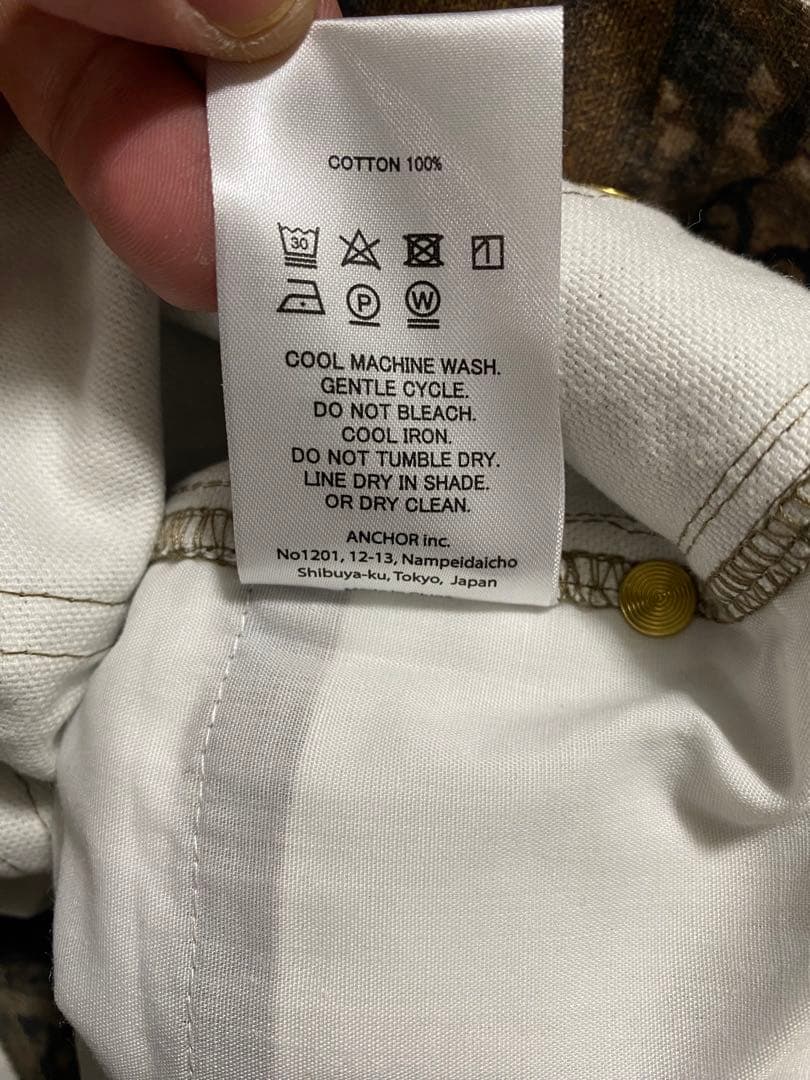 COTTON 100%
30
P W
COOL MACHINE WASH.
GENTLE CYCLE.
DO NOT BLEACH.
COOL IRON.
DO NOT TUMBLE DRY.
LINE DRY IN SHADE.
OR DRY CLEAN.
ANCHOR inc.
No1201, 12-13, Nampeidaicho
Shibuya-ku, Tokyo, Japan